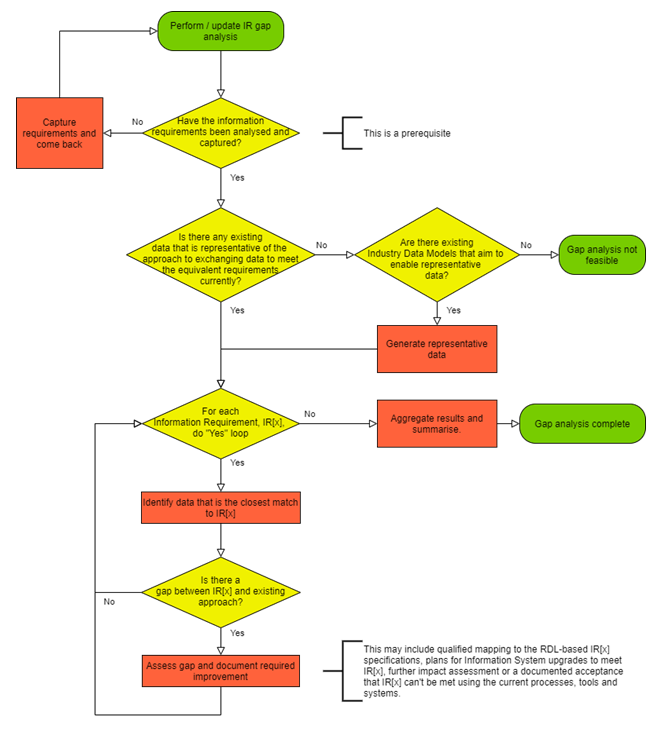 Perform / update IR gap
analysis
Capture
requirements and
come back
No
Have the information
requirements been analysed and
captured?
This is a prerequisite
Yes
Is there any existing
data that is representative of the
approach to exchanging data to meet
the equivalent requirements
currently?
No
Are there existing
Industry Data Models that aim to
enable representative
data?
No
Gap analysis not
feasible
Yes
Yes
Generate representative
data
For each
Information Requirement, IR[x],
do "Yes" loop
No
Aggregate results and
summarise.
Gap analysis complete
Yes
Identify data that is the closest match
to IR[x]
Is there a
gap between IR[x] and existing
approach?
No
Yes
Assess gap and document required
improvement
This may include qualified mapping to the RDL-based IR[x]
specifications, plans for Information System upgrades to meet
IR[x], further impact assessment or a documented acceptance
that IR[x] can't be met using the current processes, tools and
systems.